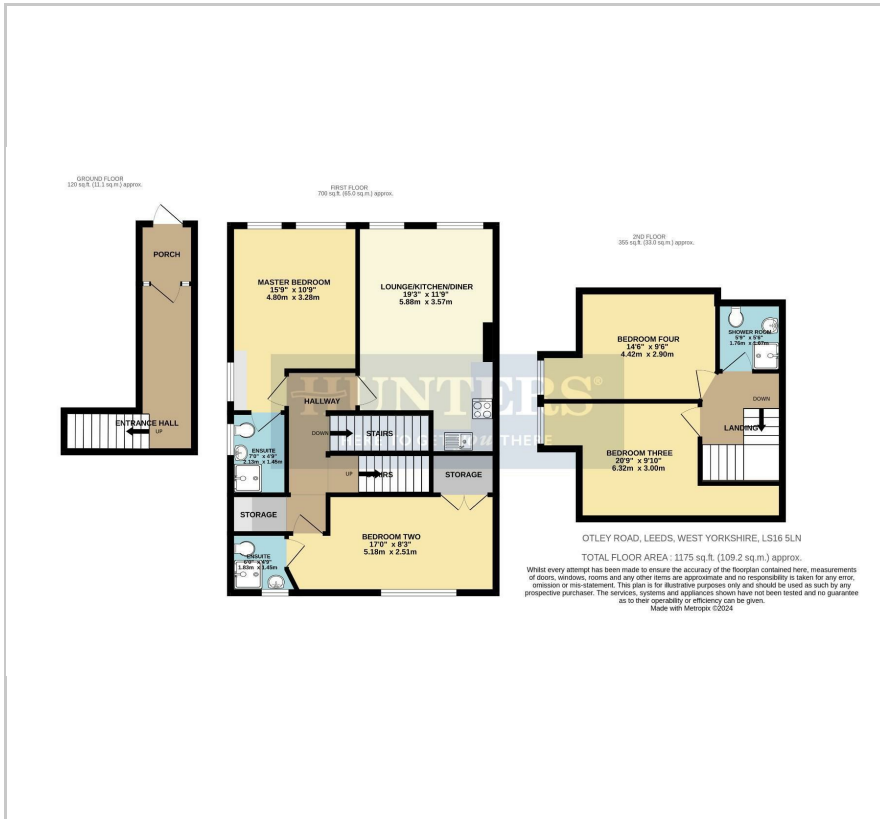 GROUND FLOOR
120 sq.ft. (11.1 sq.m.) approx.
PORCH
ENTRANCE HALL
UP
FIRST FLOOR
700 sq.ft. (65.0 sq.m.) approx.
MASTER BEDROOM
15'9" x 10'9"
4.80m x 3.28m
LOUNGE/KITCHEN/DINER
19'3" x 11'9"
5.88m x 3.57m
HUNTERS®
HERE TO GET you THERE
HALLWAY
DOWN
STAIRS
ENSUITE
7'0" x 4'9"
2.13m x 1.45m
UP
STAIRS
STORAGE
STORAGE
BEDROOM TWO
17'0" x 8'3"
5.18m x 2.51m
ENSUITE
6'0" x 4'9"
1.83m x 1.45m
2ND FLOOR
355 sq.ft. (33.0 sq.m.) approx.
BEDROOM FOUR
14'6" x 9'6"
4.42m x 2.90m
SHOWER ROOM
5'9" x 5'6"
1.76m x 1.67m
DOWN
LANDING
BEDROOM THREE
20'9" x 9'10"
6.32m x 3.00m
OTLEY ROAD, LEEDS, WEST YORKSHIRE, LS16 5LN
TOTAL FLOOR AREA : 1175 sq.ft. (109.2 sq.m.) approx.
Whilst every attempt has been made to ensure the accuracy of the floorplan contained here, measurements
of doors, windows, rooms and any other items are approximate and no responsibility is taken for any error,
omission or mis-statement. This plan is for illustrative purposes only and should be used as such by any
prospective purchaser. The services, systems and appliances shown have not been tested and no guarantee
as to their operability or efficiency can be given.
Made with Metropix ©2024